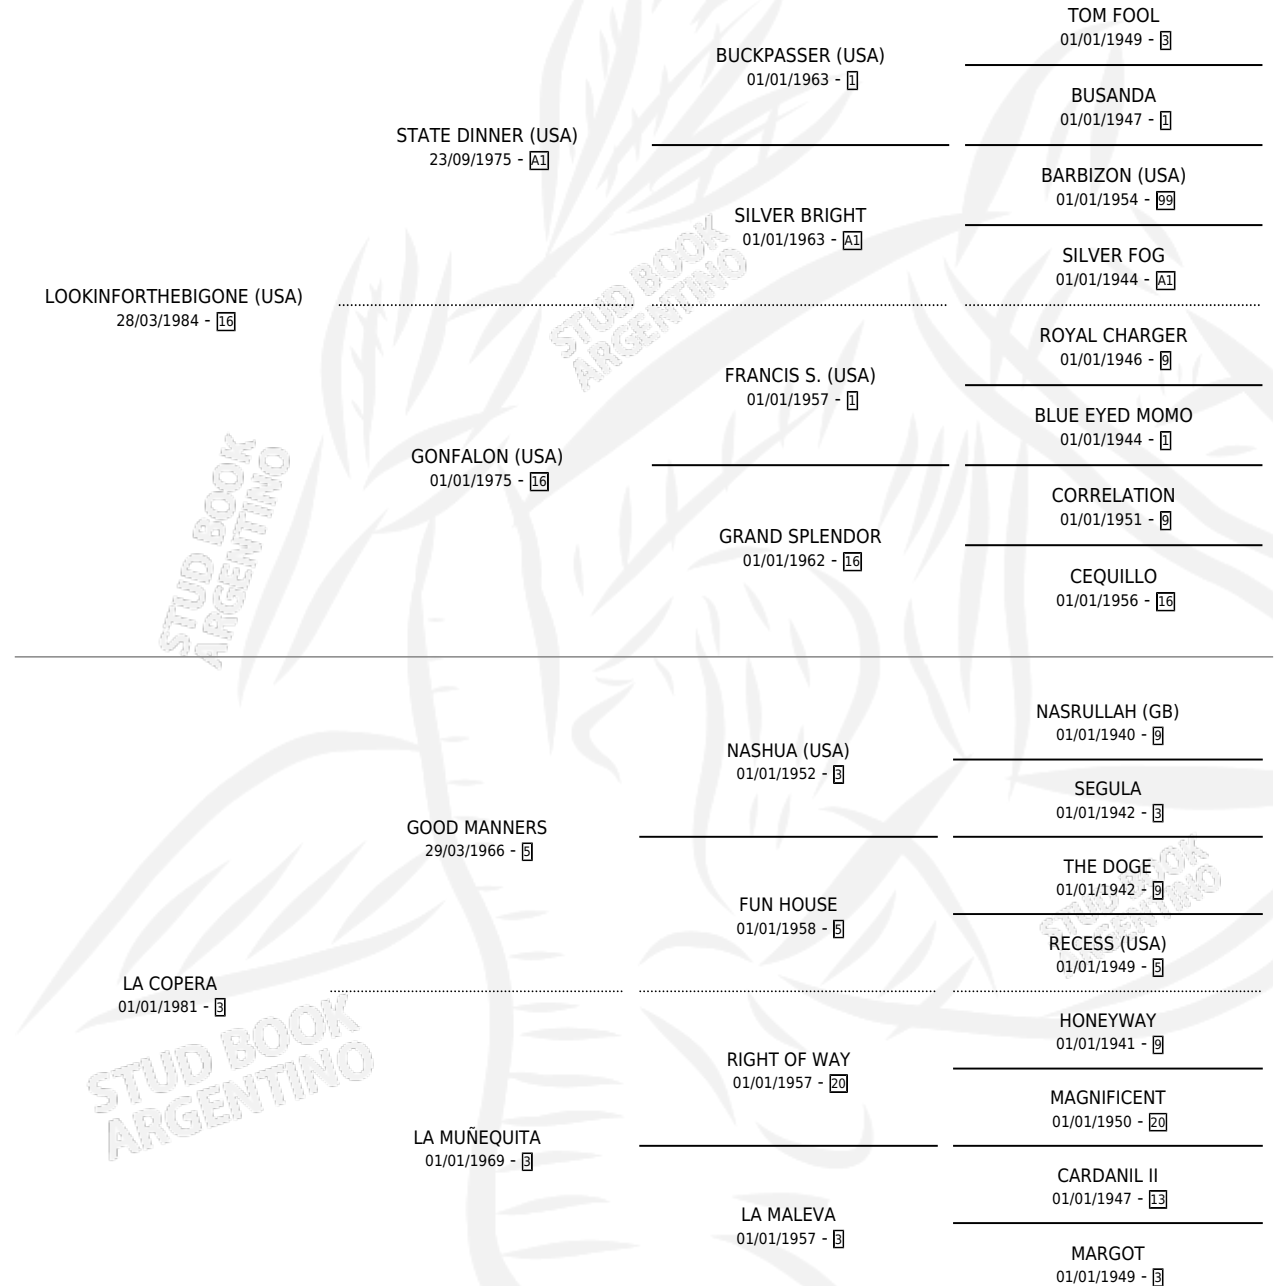 TOM FOOL
01/01/1949 - 3
BUCKPASSER (USA)
01/01/1963 - 1
BUSANDA
01/01/1947 - 1
STATE DINNER (USA)
23/09/1975 - A1
BARBIZON (USA)
01/01/1954 - 99
SILVER BRIGHT
01/01/1963 - A1
SILVER FOG
01/01/1944 - A1
LOOKINFORTHEBIGONE (USA)
28/03/1984 - 16
STUD BOOK
ARGENTINO
ROYAL CHARGER
01/01/1946 - 9
FRANCIS S. (USA)
01/01/1957 - 1
BLUE EYED MOMO
01/01/1944 - 1
GONFALON (USA)
01/01/1975 - 16
CORRELATION
01/01/1951 - 9
GRAND SPLENDOR
01/01/1962 - 16
CEQUILLO
01/01/1956 - 16
STUD BOOK
ARGENTINO
NASRULLAH (GB)
01/01/1940 - 9
NASHUA (USA)
01/01/1952 - 3
SEGULA
01/01/1942 - 3
GOOD MANNERS
29/03/1966 - 5
THE DOGE
01/01/1942 - 9
FUN HOUSE
01/01/1958 - 5
RECESS (USA)
01/01/1949 - 5
STUD BOOK
ARGENTINO
LA COPERA
01/01/1981 - 3
HONEYWAY
01/01/1941 - 9
RIGHT OF WAY
01/01/1957 - 20
MAGNIFICENT
01/01/1950 - 20
STUD BOOK
ARGENTINO
LA MUÑEQUITA
01/01/1969 - 3
CARDANIL II
01/01/1947 - 13
LA MALEVA
01/01/1957 - 3
MARGOT
01/01/1949 - 3